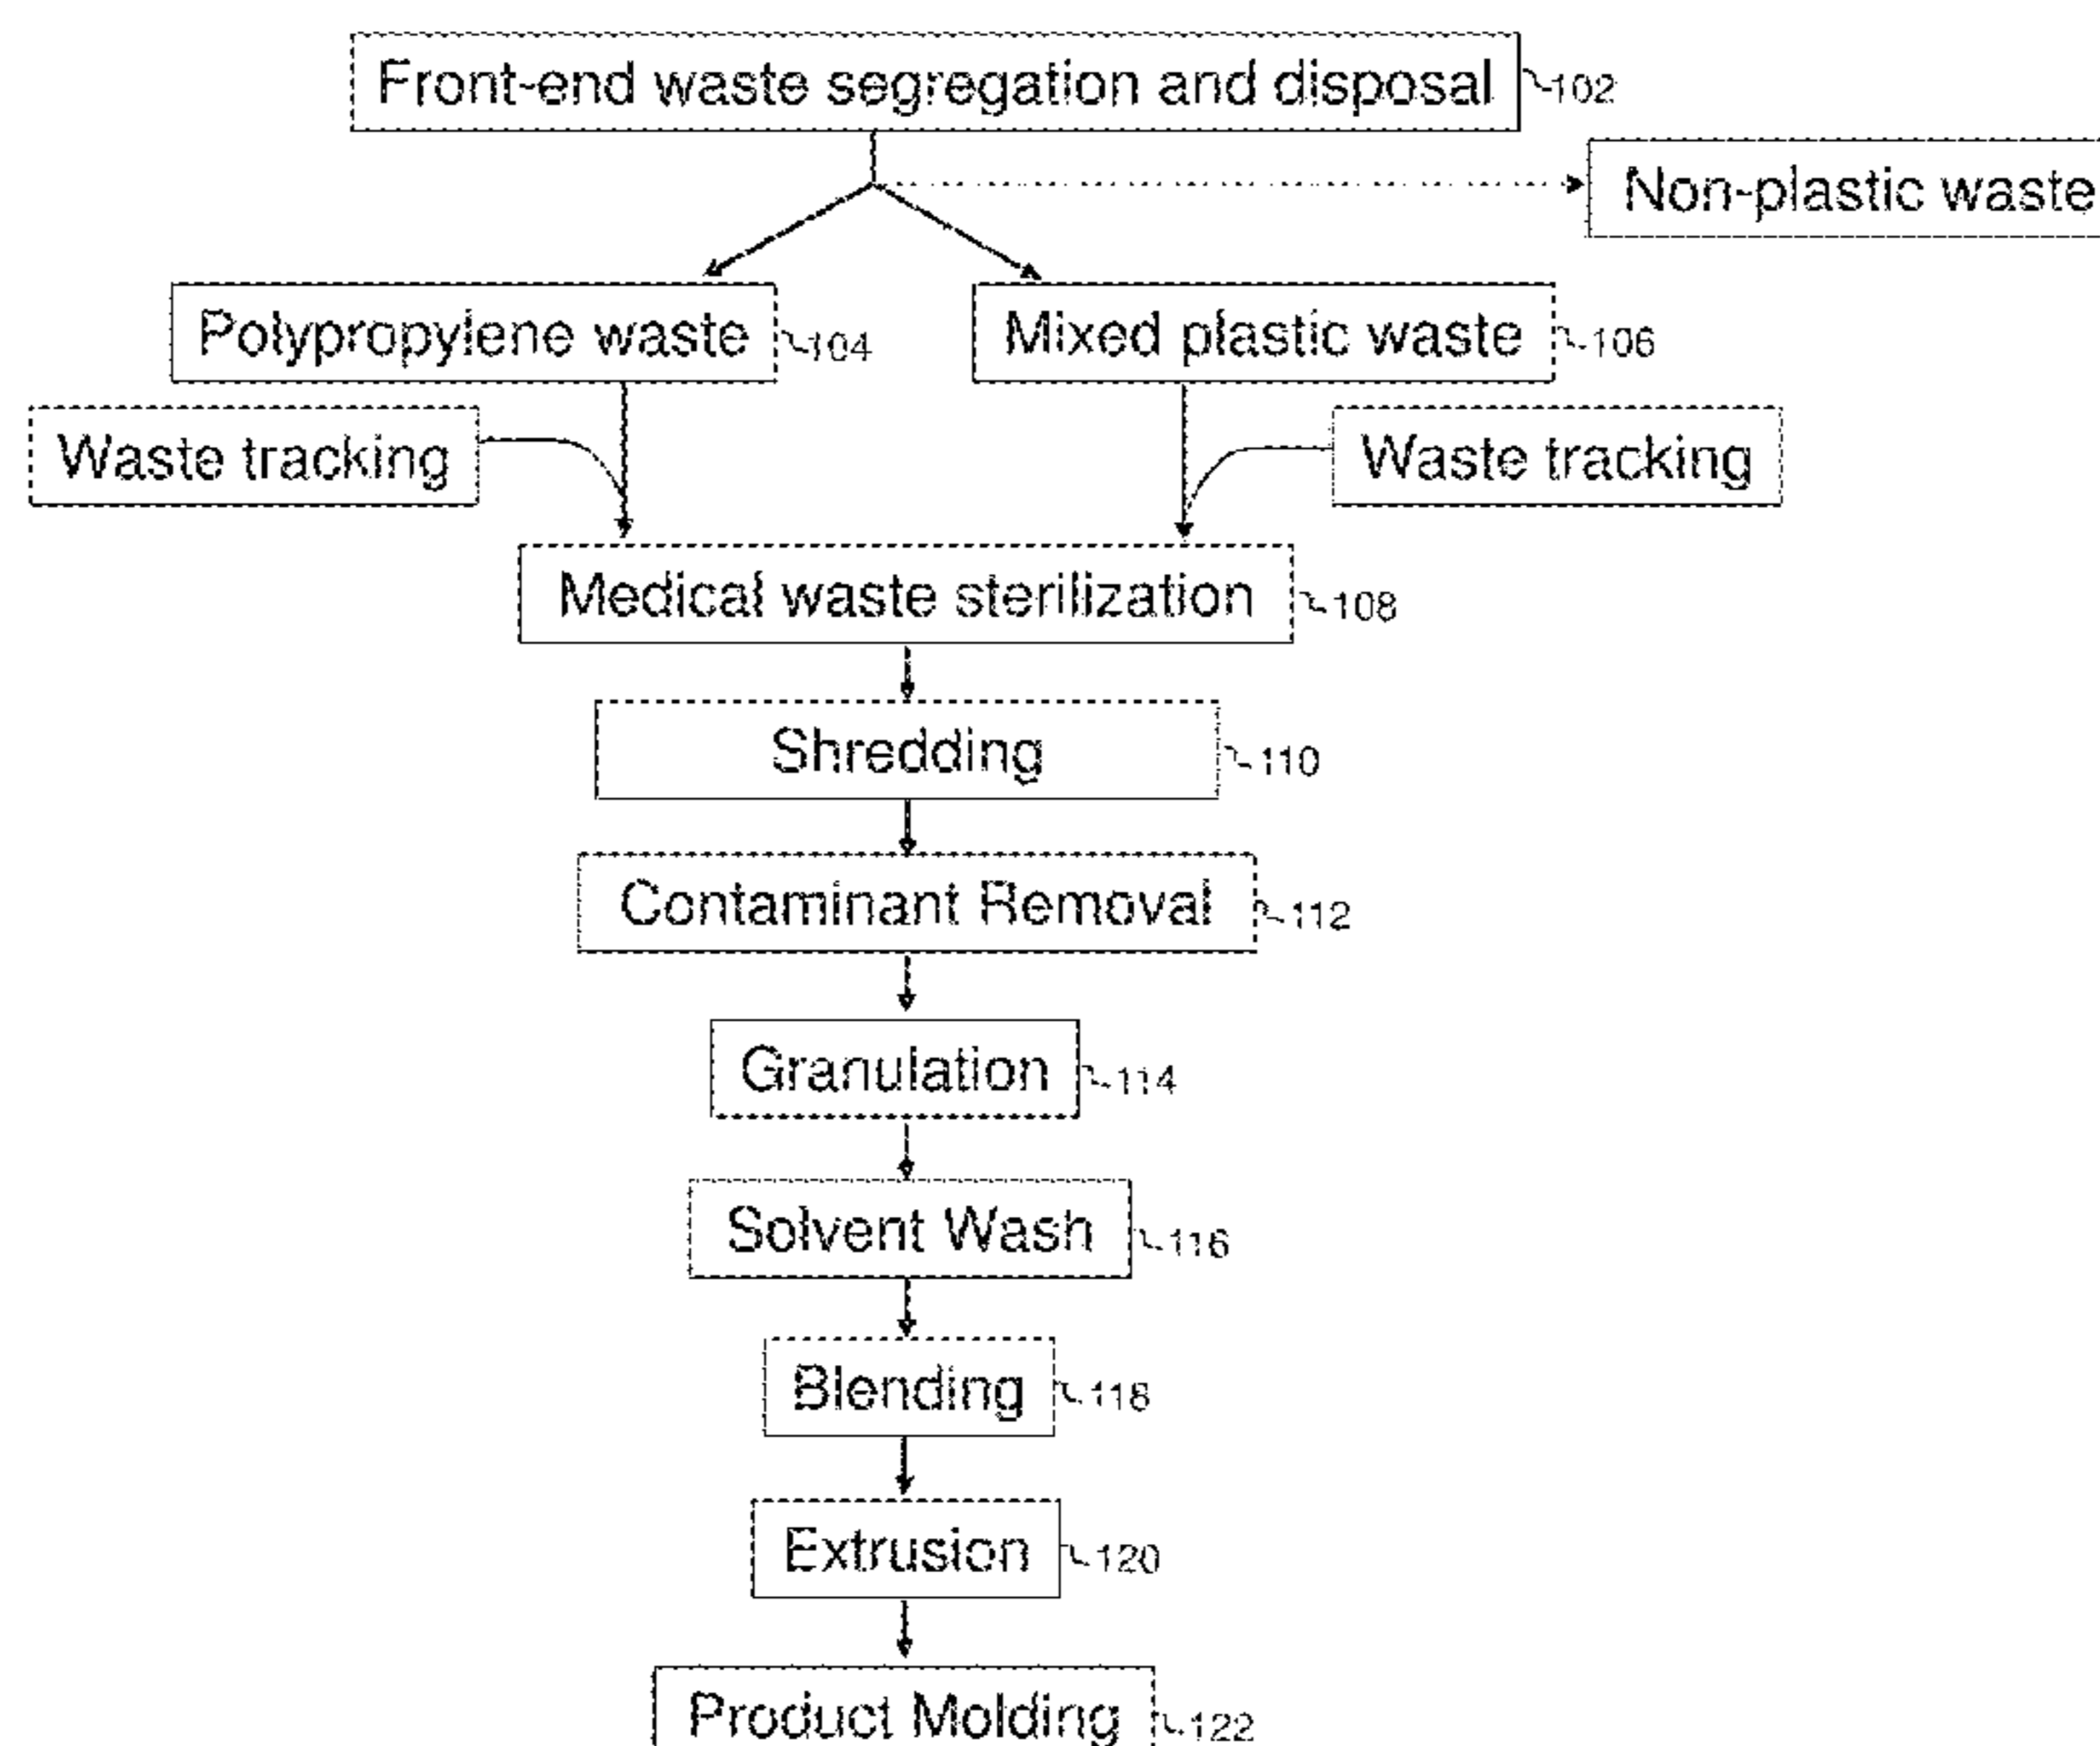 Front-end waste segregation and disposal 102
Non-plastic waste
Polypropylene waste 104
Mixed plastic waste 106
Waste tracking
Waste tracking
Medical waste sterilization 108
Shredding 110
Contaminant Removal 112
Granulation 114
Solvent Wash 116
Blending 118
Extrusion 120
Product Molding 122